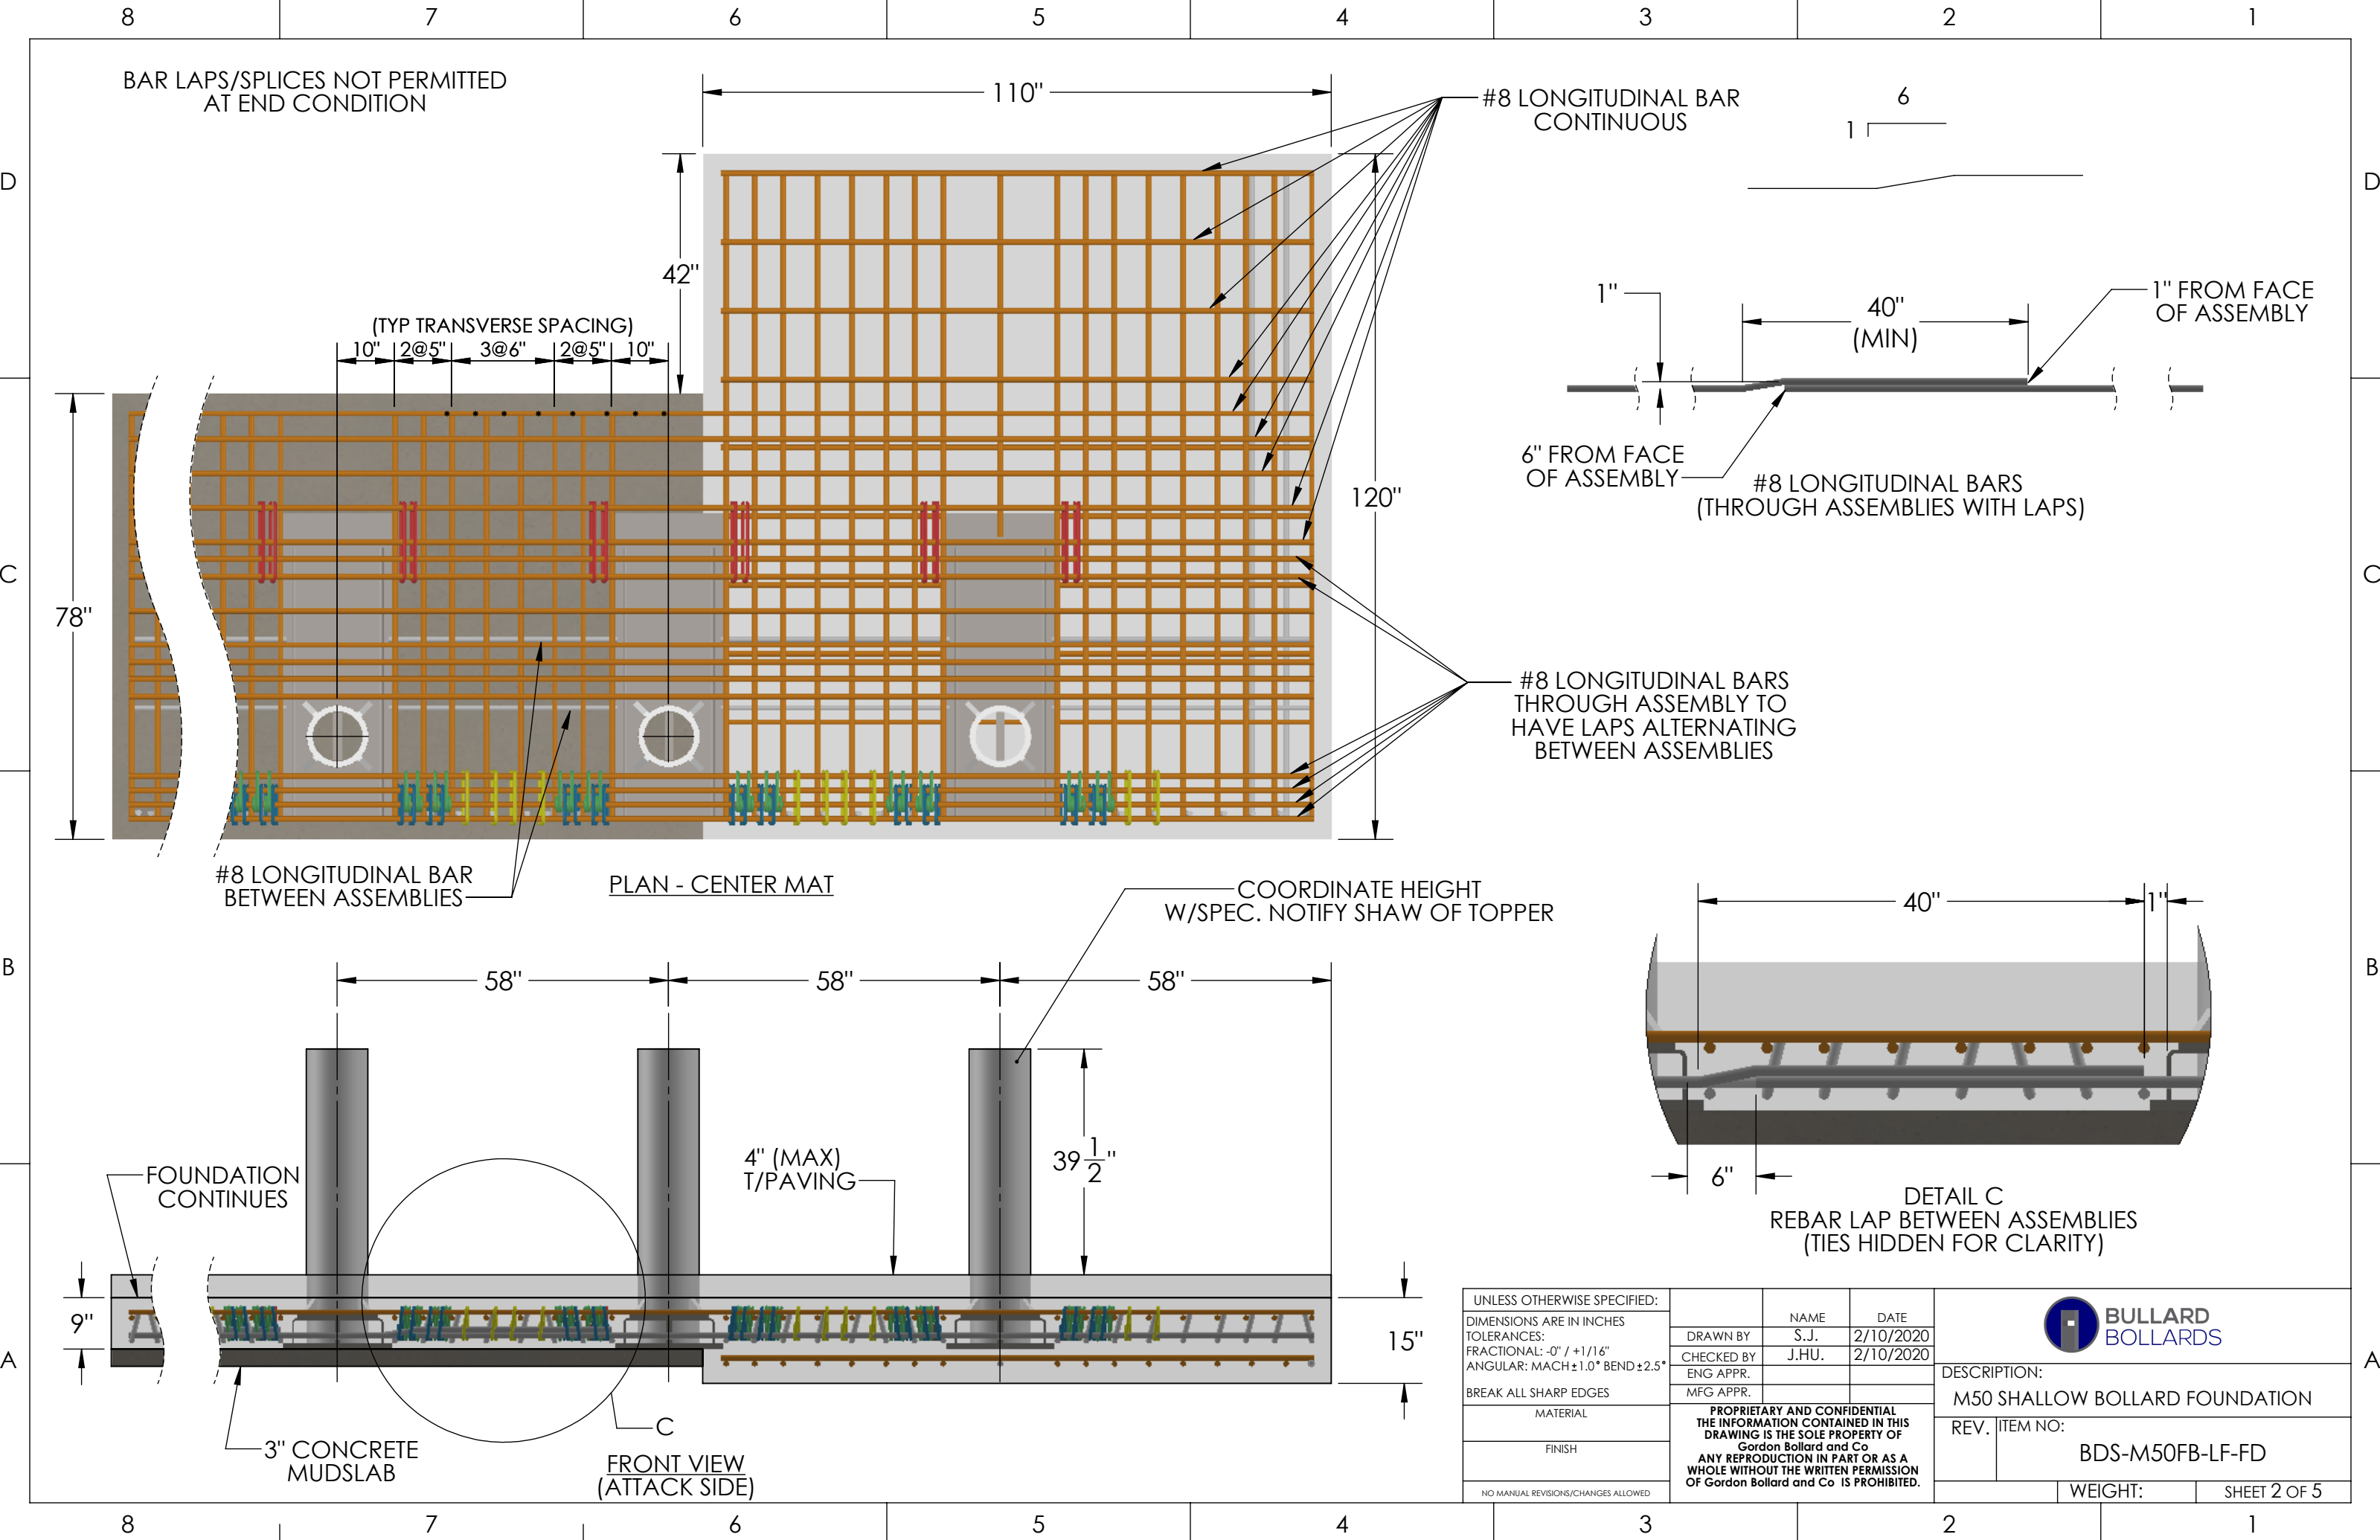 8 7 6 5 4 3 2 1
D
C
B
A
D
C
B
A
BAR LAPS/SPLICES NOT PERMITTED
AT END CONDITION
110"
#8 LONGITUDINAL BAR
CONTINUOUS
6
1
42"
(TYP TRANSVERSE SPACING)
10" 2@5" 3@6" 2@5" 10"
78"
120"
1"
40"
(MIN)
1" FROM FACE
OF ASSEMBLY
6" FROM FACE
OF ASSEMBLY
#8 LONGITUDINAL BARS
(THROUGH ASSEMBLIES WITH LAPS)
#8 LONGITUDINAL BARS
THROUGH ASSEMBLY TO
HAVE LAPS ALTERNATING
BETWEEN ASSEMBLIES
#8 LONGITUDINAL BAR
BETWEEN ASSEMBLIES
PLAN - CENTER MAT
COORDINATE HEIGHT
W/SPEC. NOTIFY SHAW OF TOPPER
58" 58" 58"
39 1/2"
4" (MAX)
T/PAVING
FOUNDATION
CONTINUES
9"
15"
C
3" CONCRETE
MUDSLAB
FRONT VIEW
(ATTACK SIDE)
40" 1"
6"
DETAIL C
REBAR LAP BETWEEN ASSEMBLIES
(TIES HIDDEN FOR CLARITY)
UNLESS OTHERWISE SPECIFIED:
DIMENSIONS ARE IN INCHES
TOLERANCES:
FRACTIONAL: -0" / +1/16"
ANGULAR: MACH±1.0° BEND±2.5°
BREAK ALL SHARP EDGES
MATERIAL
FINISH
NO MANUAL REVISIONS/CHANGES ALLOWED
NAME DATE
DRAWN BY S.J. 2/10/2020
CHECKED BY J.HU. 2/10/2020
ENG APPR.
MFG APPR.
PROPRIETARY AND CONFIDENTIAL
THE INFORMATION CONTAINED IN THIS
DRAWING IS THE SOLE PROPERTY OF
Gordon Bollard and Co
ANY REPRODUCTION IN PART OR AS A
WHOLE WITHOUT THE WRITTEN PERMISSION
OF Gordon Bollard and Co IS PROHIBITED.
BULLARD
BOLLARDS
DESCRIPTION:
M50 SHALLOW BOLLARD FOUNDATION
REV. ITEM NO:
BDS-M50FB-LF-FD
WEIGHT: SHEET 2 OF 5
8 7 6 5 4 3 2 1